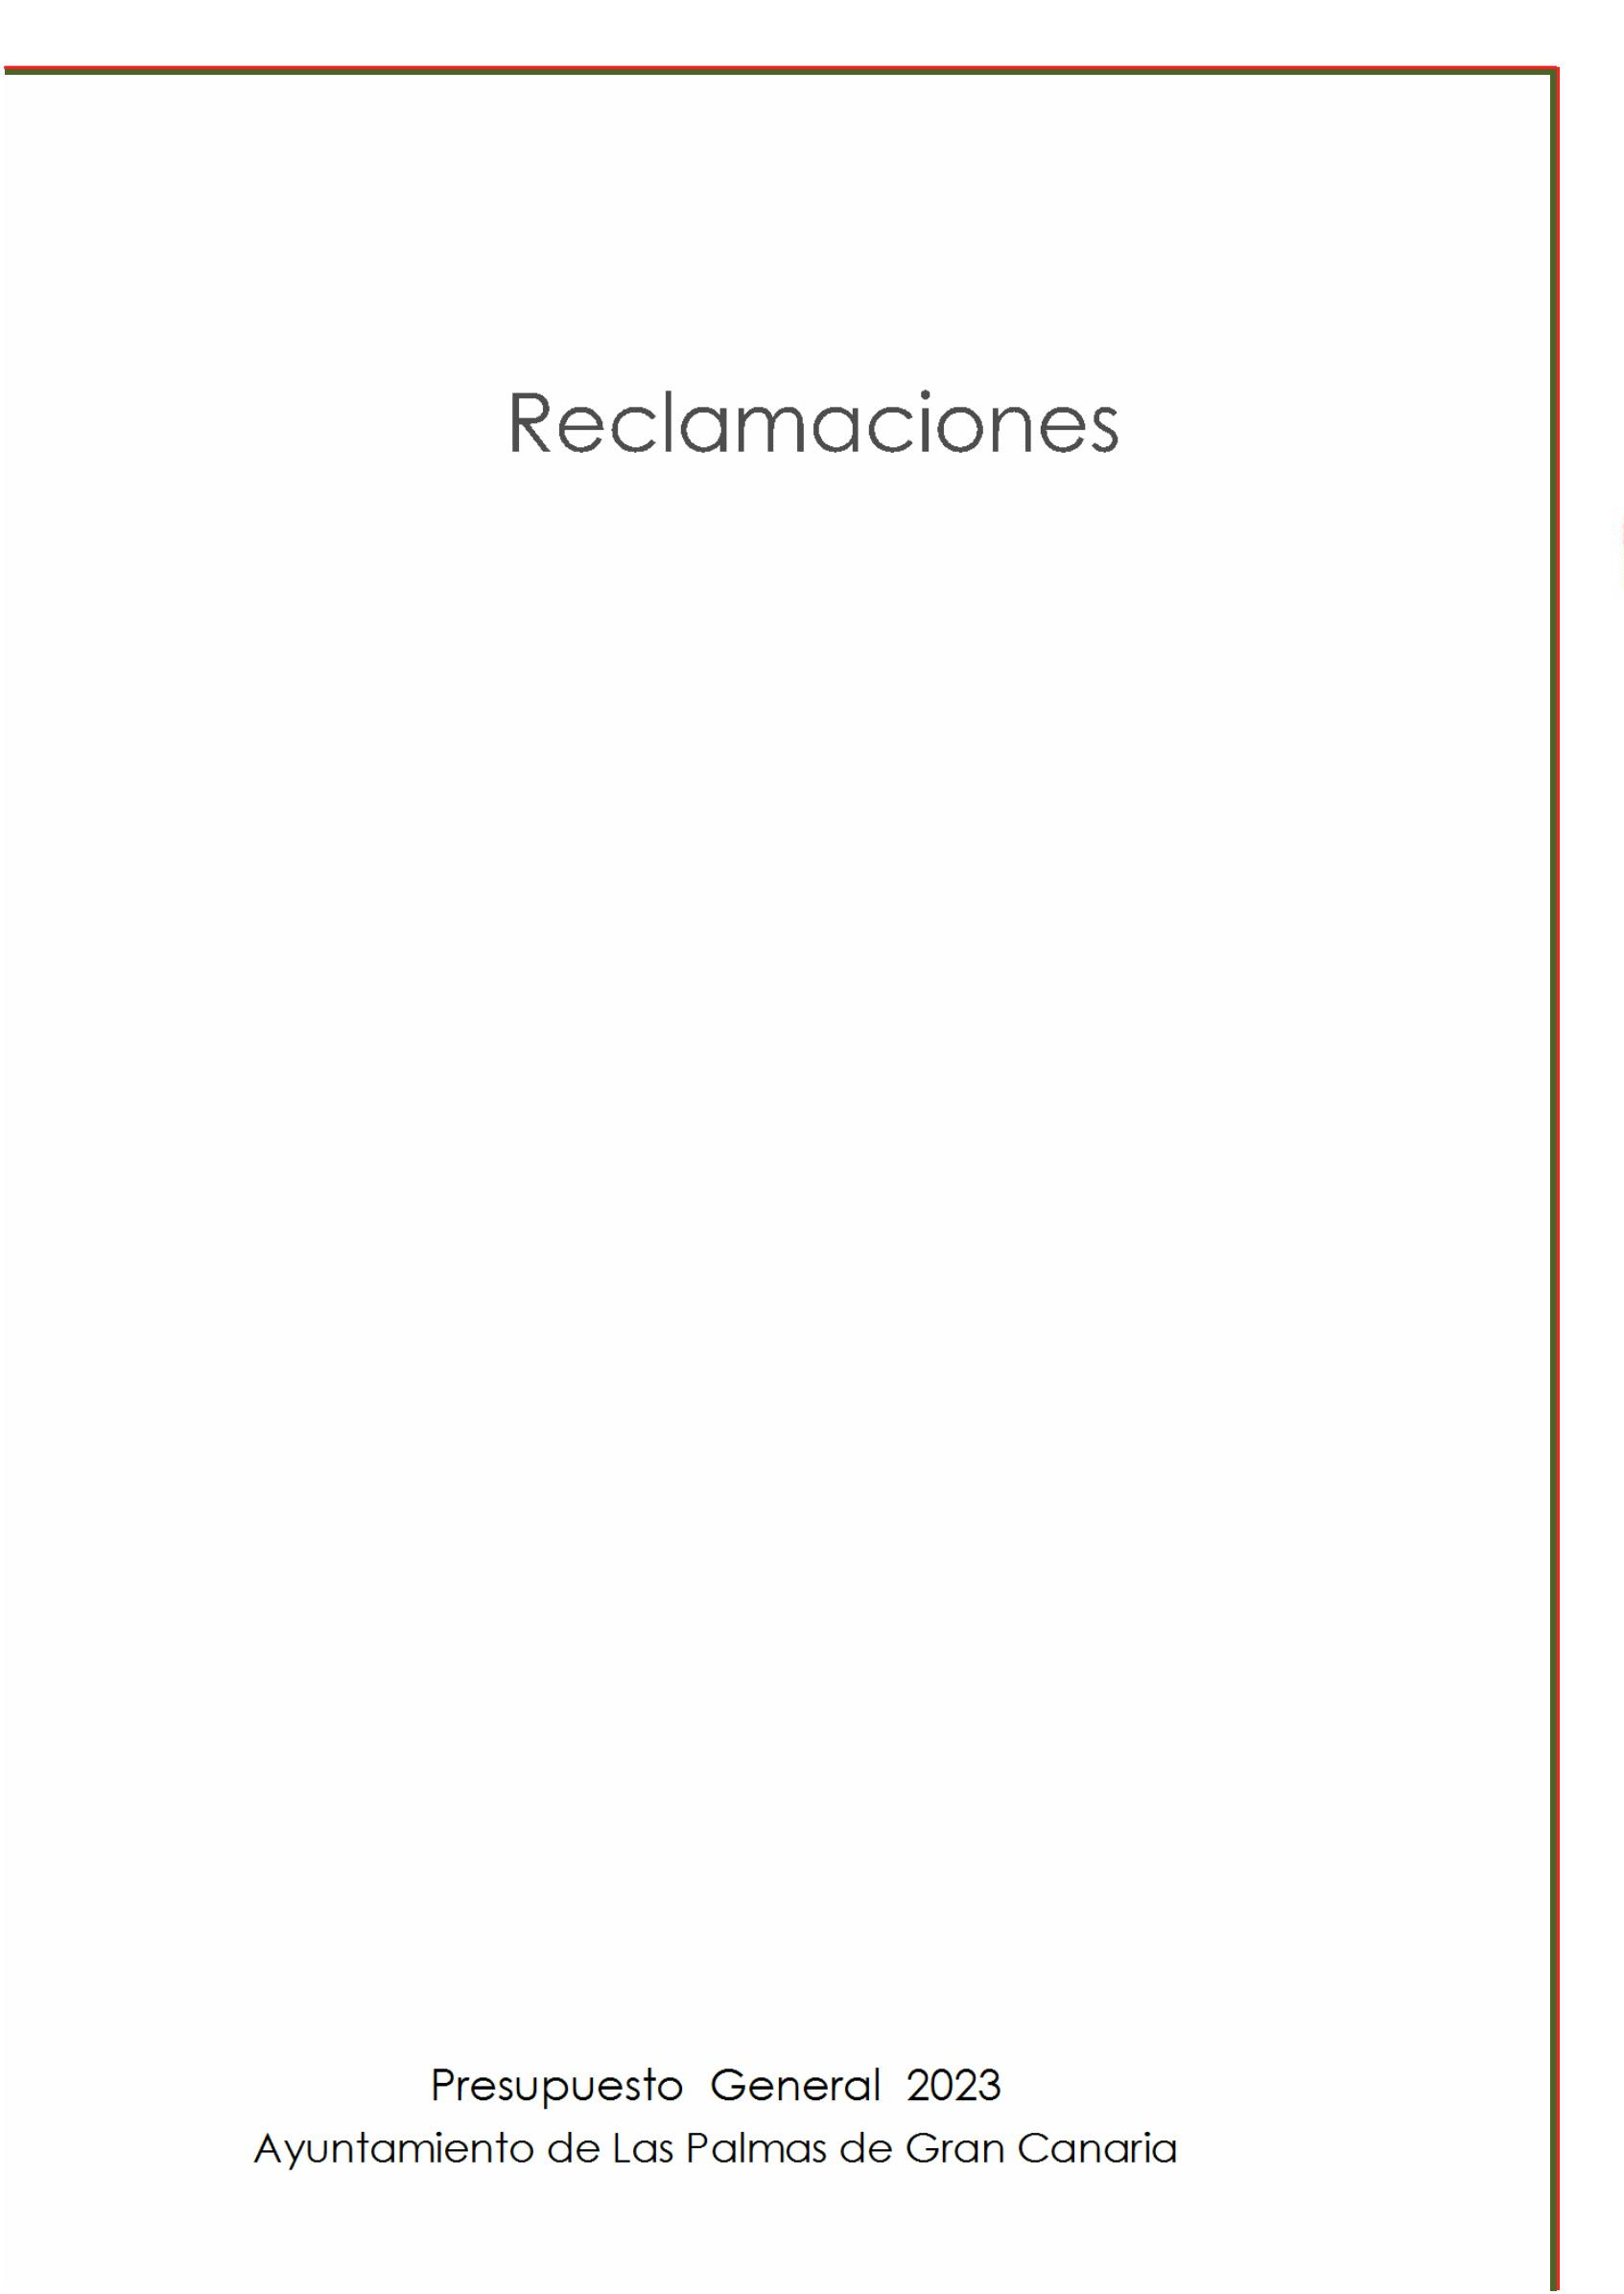 Reclamaciones
Presupuesto General 2023
Ayuntamiento de Las Palmas de Gran Canaria